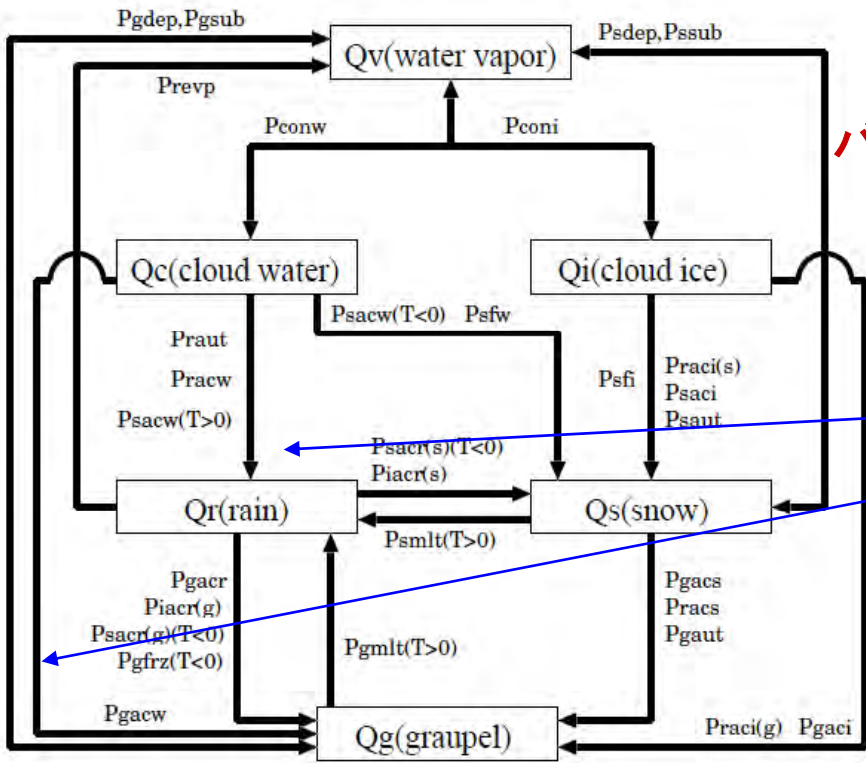 Pgdep,Pgsub
Psdep,Pssub
Qv(water vapor)
Prevp
Pconw
Pconi
Qc(cloud water)
Qi(cloud ice)
Psacw(T<0) Psfw
Praut
Pracw
Psacw(T>0)
Psfi
Praci(s)
Psaci
Psaut
Psacr(s)(T<0)
Piacr(s)
Qr(rain)
Qs(snow)
Psmlt(T>0)
Pgacr
Piacr(g)
Psacr(g)(T<0)
Pgfrz(T<0)
Pgmlt(T>0)
Pgacs
Pracs
Pgaut
Pgacw
Praci(g) Pgaci
Qg(graupel)